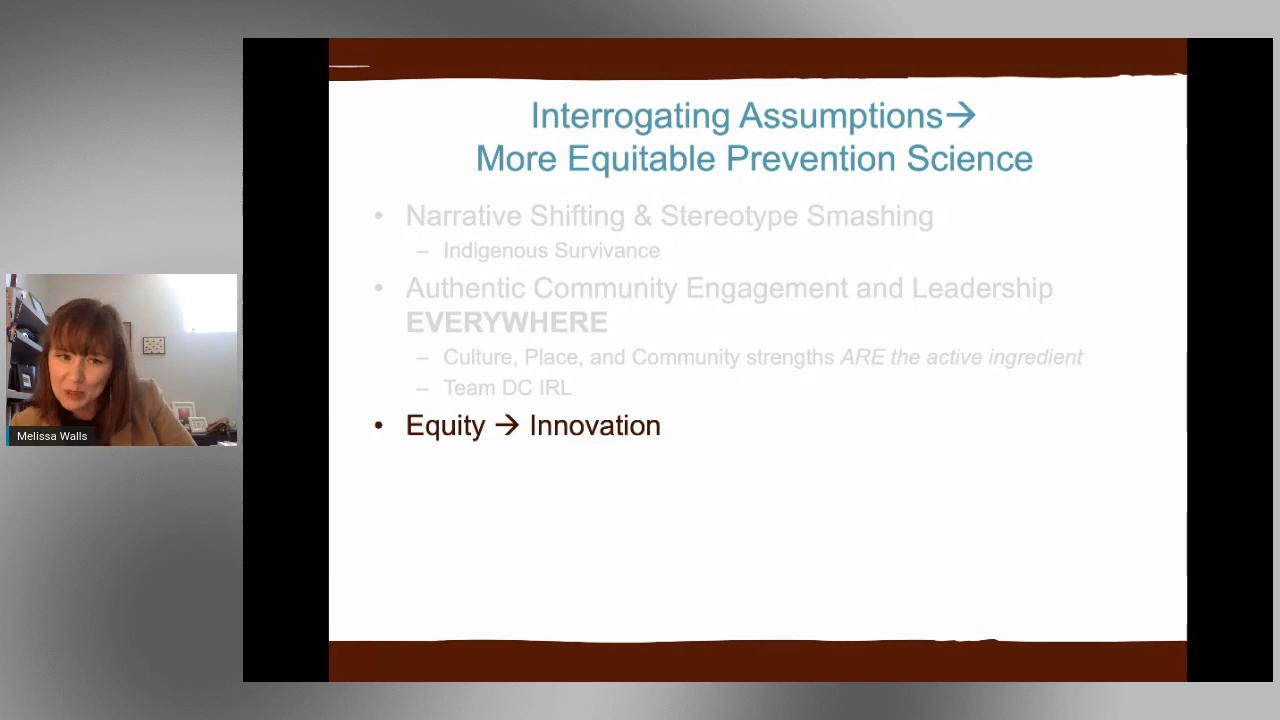 Interrogating Assumptions→
More Equitable Prevention Science
• Narrative Shifting & Stereotype Smashing
– Indigenous Survivance
• Authentic Community Engagement and Leadership
EVERYWHERE
– Culture, Place, and Community strengths ARE the active ingredient
– Team DC IRL
• Equity → Innovation
Melissa Walls